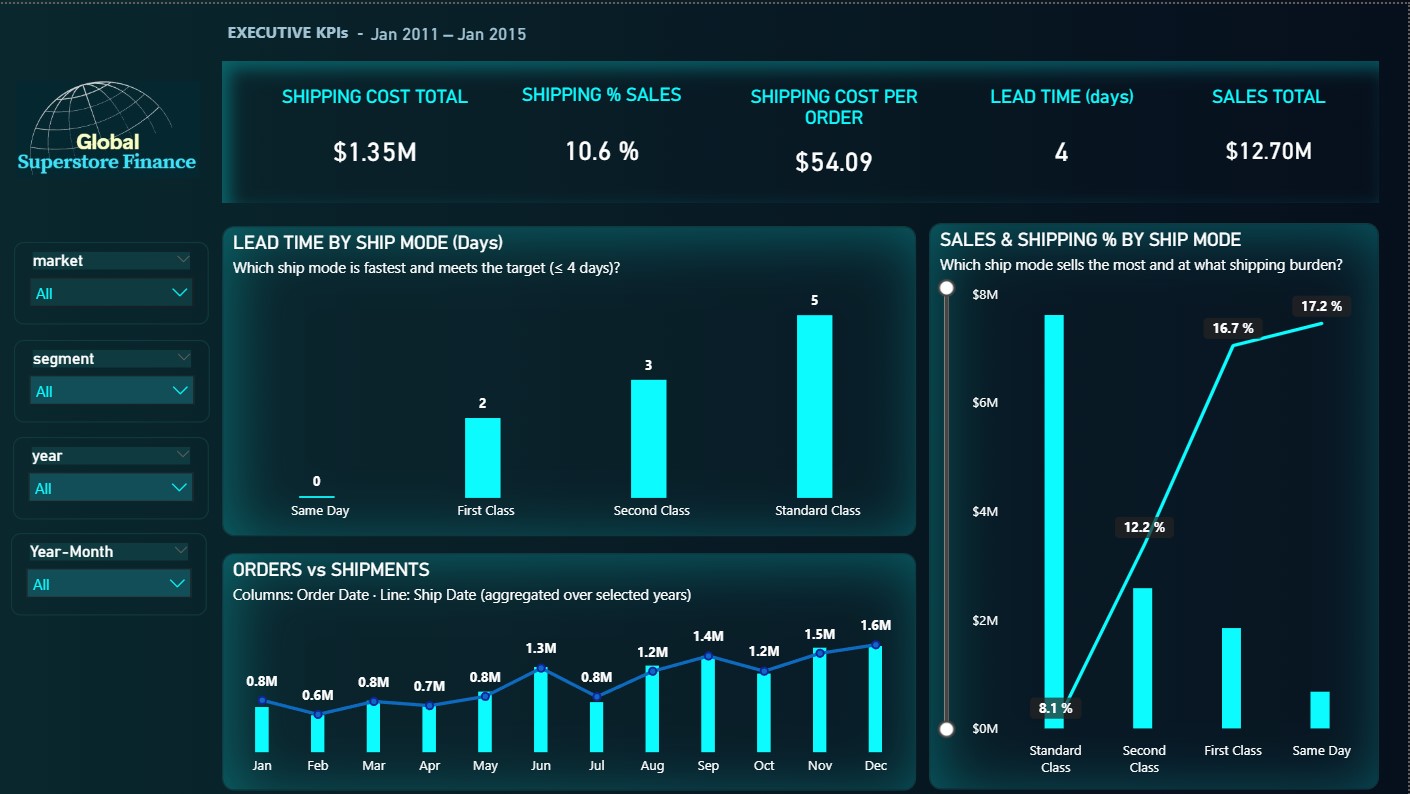 EXECUTIVE KPIs - Jan 2011 – Jan 2015
Global
Superstore Finance
SHIPPING COST TOTAL
$1.35M
SHIPPING % SALES
10.6 %
SHIPPING COST PER
ORDER
$54.09
LEAD TIME (days)
4
SALES TOTAL
$12.70M
market
All
segment
All
year
All
Year-Month
All
LEAD TIME BY SHIP MODE (Days)
Which ship mode is fastest and meets the target (≤ 4 days)?
0
2
3
5
Same Day
First Class
Second Class
Standard Class
ORDERS vs SHIPMENTS
Columns: Order Date · Line: Ship Date (aggregated over selected years)
0.8M
0.6M
0.8M
0.7M
0.8M
1.3M
0.8M
1.2M
1.4M
1.2M
1.5M
1.6M
Jan
Feb
Mar
Apr
May
Jun
Jul
Aug
Sep
Oct
Nov
Dec
SALES & SHIPPING % BY SHIP MODE
Which ship mode sells the most and at what shipping burden?
$8M
$6M
$4M
$2M
$0M
8.1 %
12.2 %
16.7 %
17.2 %
Standard
Class
Second
Class
First Class
Same Day